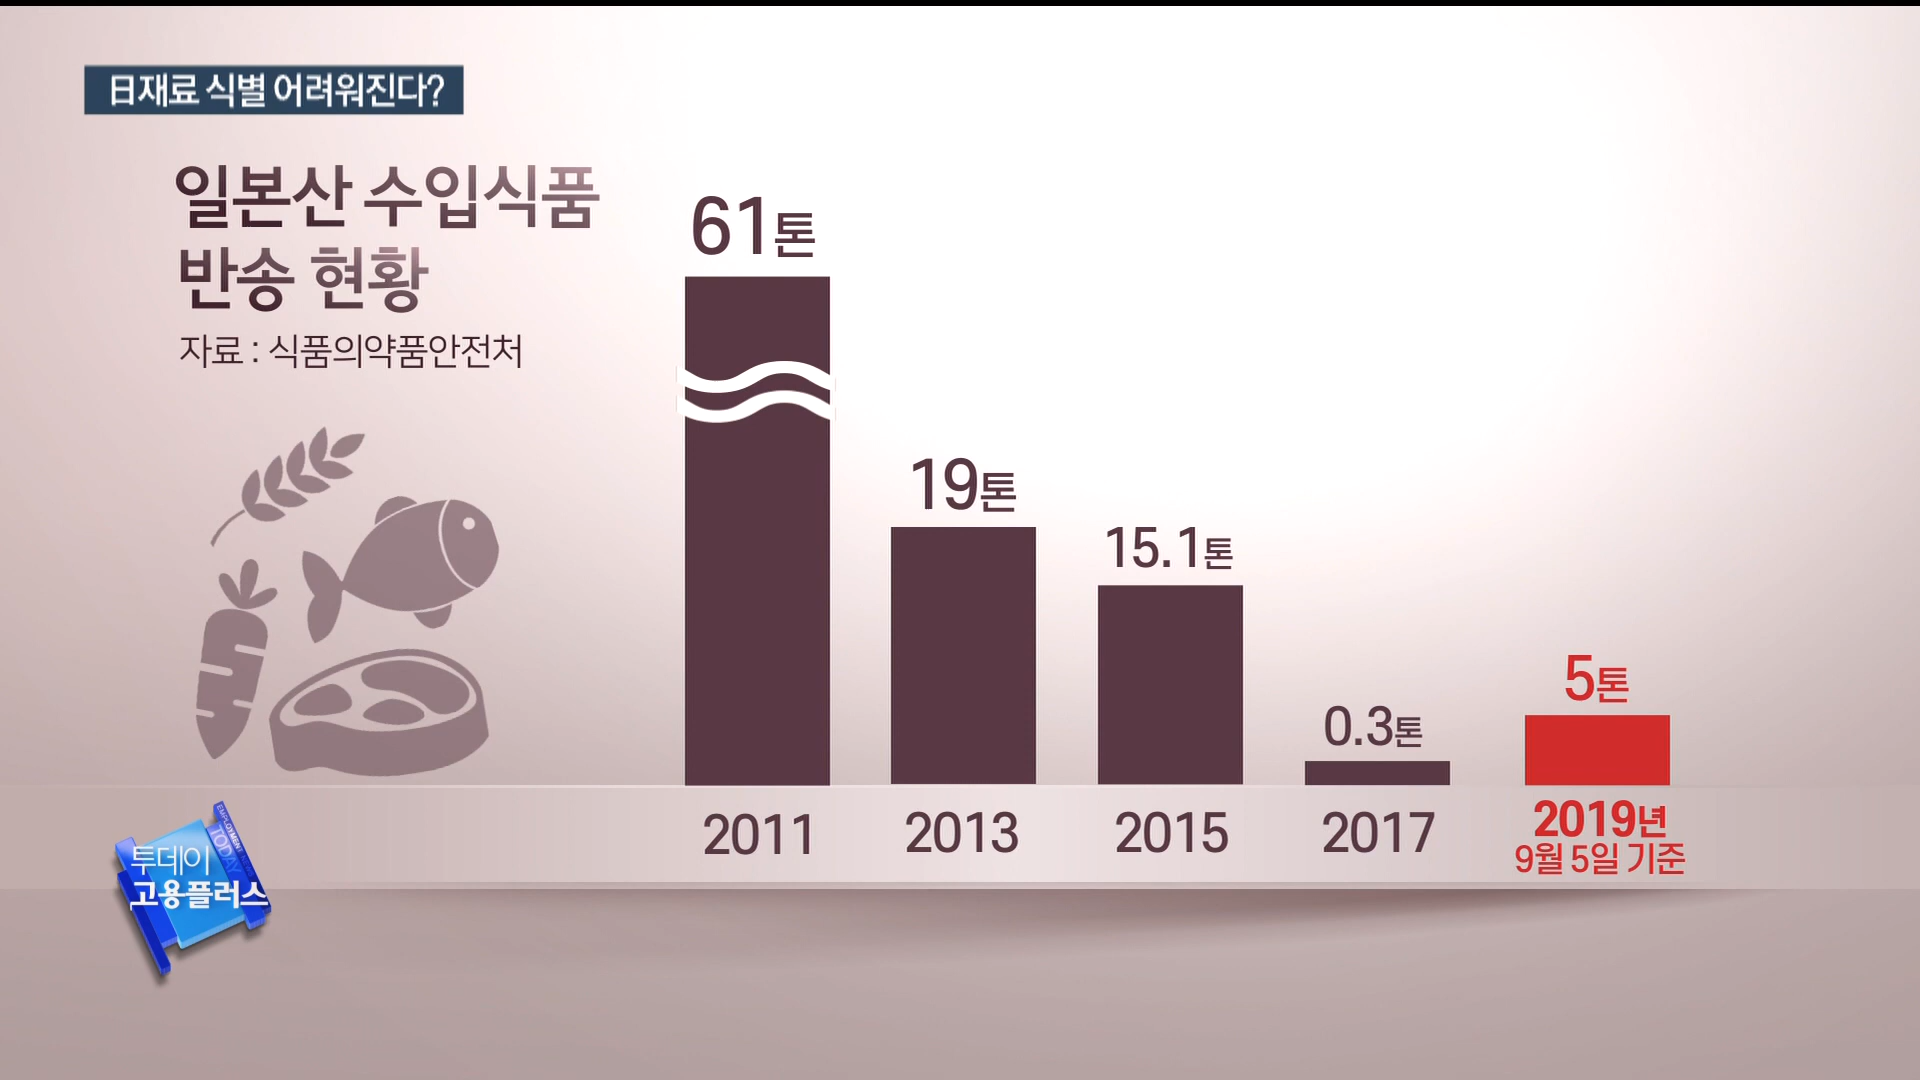 日재료 식별 어려워진다?
일본산 수입식품
반송 현황
자료 : 식품의약품안전처
61톤
19톤
15.1톤
0.3톤
5톤
2011
2013
2015
2017
2019년
9월 5일 기준
투데이
고용플러스
TODAY